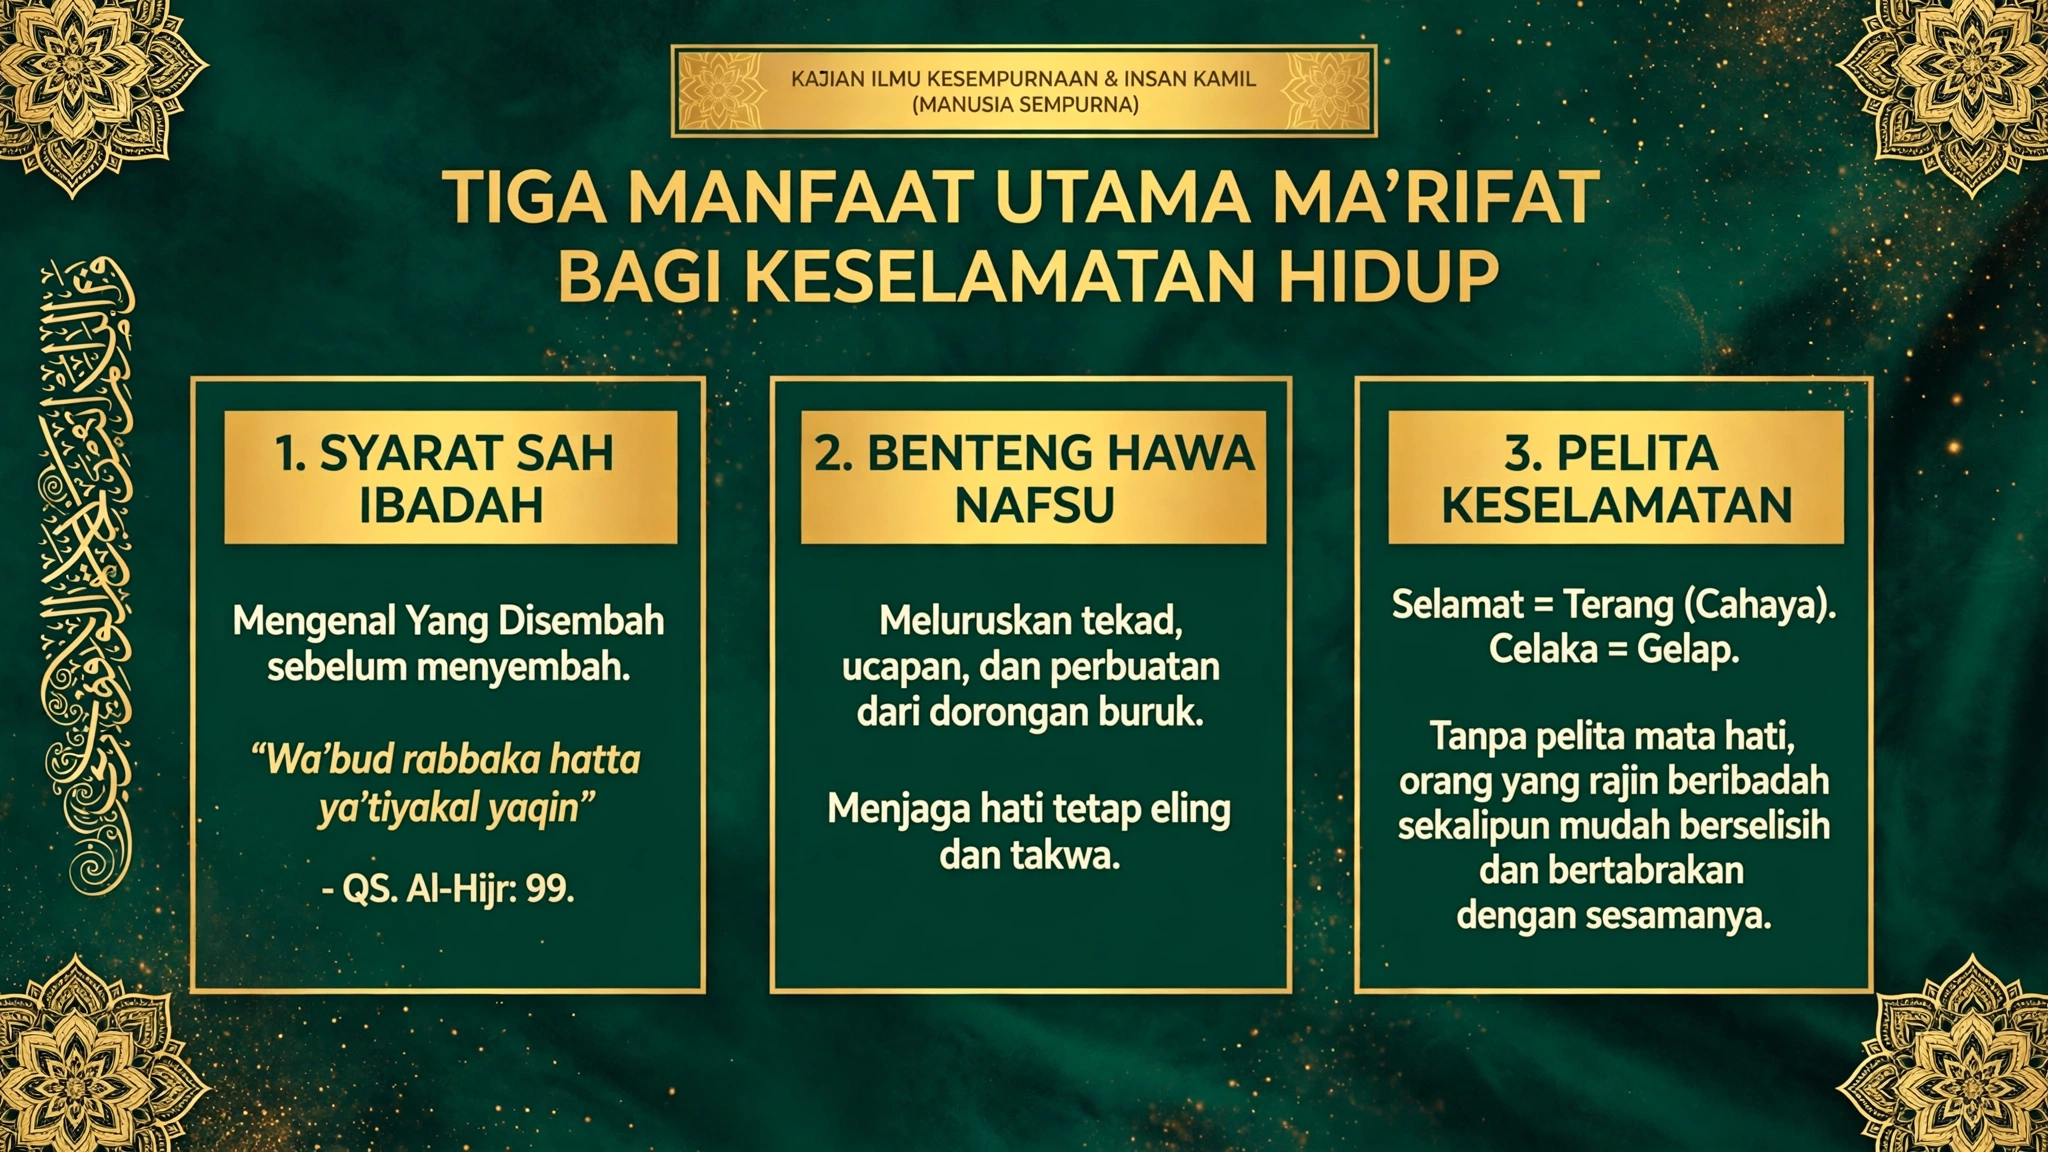 KAJIAN ILMU KESEMPURNAAN & INSAN KAMIL
(MANUSIA SEMPURNA)
TIGA MANFAAT UTAMA MA’RIFAT
BAGI KESELAMATAN HIDUP
1. SYARAT SAH
IBADAH
Mengenal Yang Disembah
sebelum menyembah.
“Wa’bud rabbaka hatta
ya’tiyakal yaqin”
- QS. Al-Hijr: 99.
2. BENTENG HAWA
NAFSU
Meluruskan tekad,
ucapan, dan perbuatan
dari dorongan buruk.
Menjaga hati tetap eling
dan takwa.
3. PELITA
KESELAMATAN
Selamat = Terang (Cahaya).
Celaka = Gelap.
Tanpa pelita mata hati,
orang yang rajin beribadah
sekalipun mudah berselisih
dan bertabrakan
dengan sesamanya.